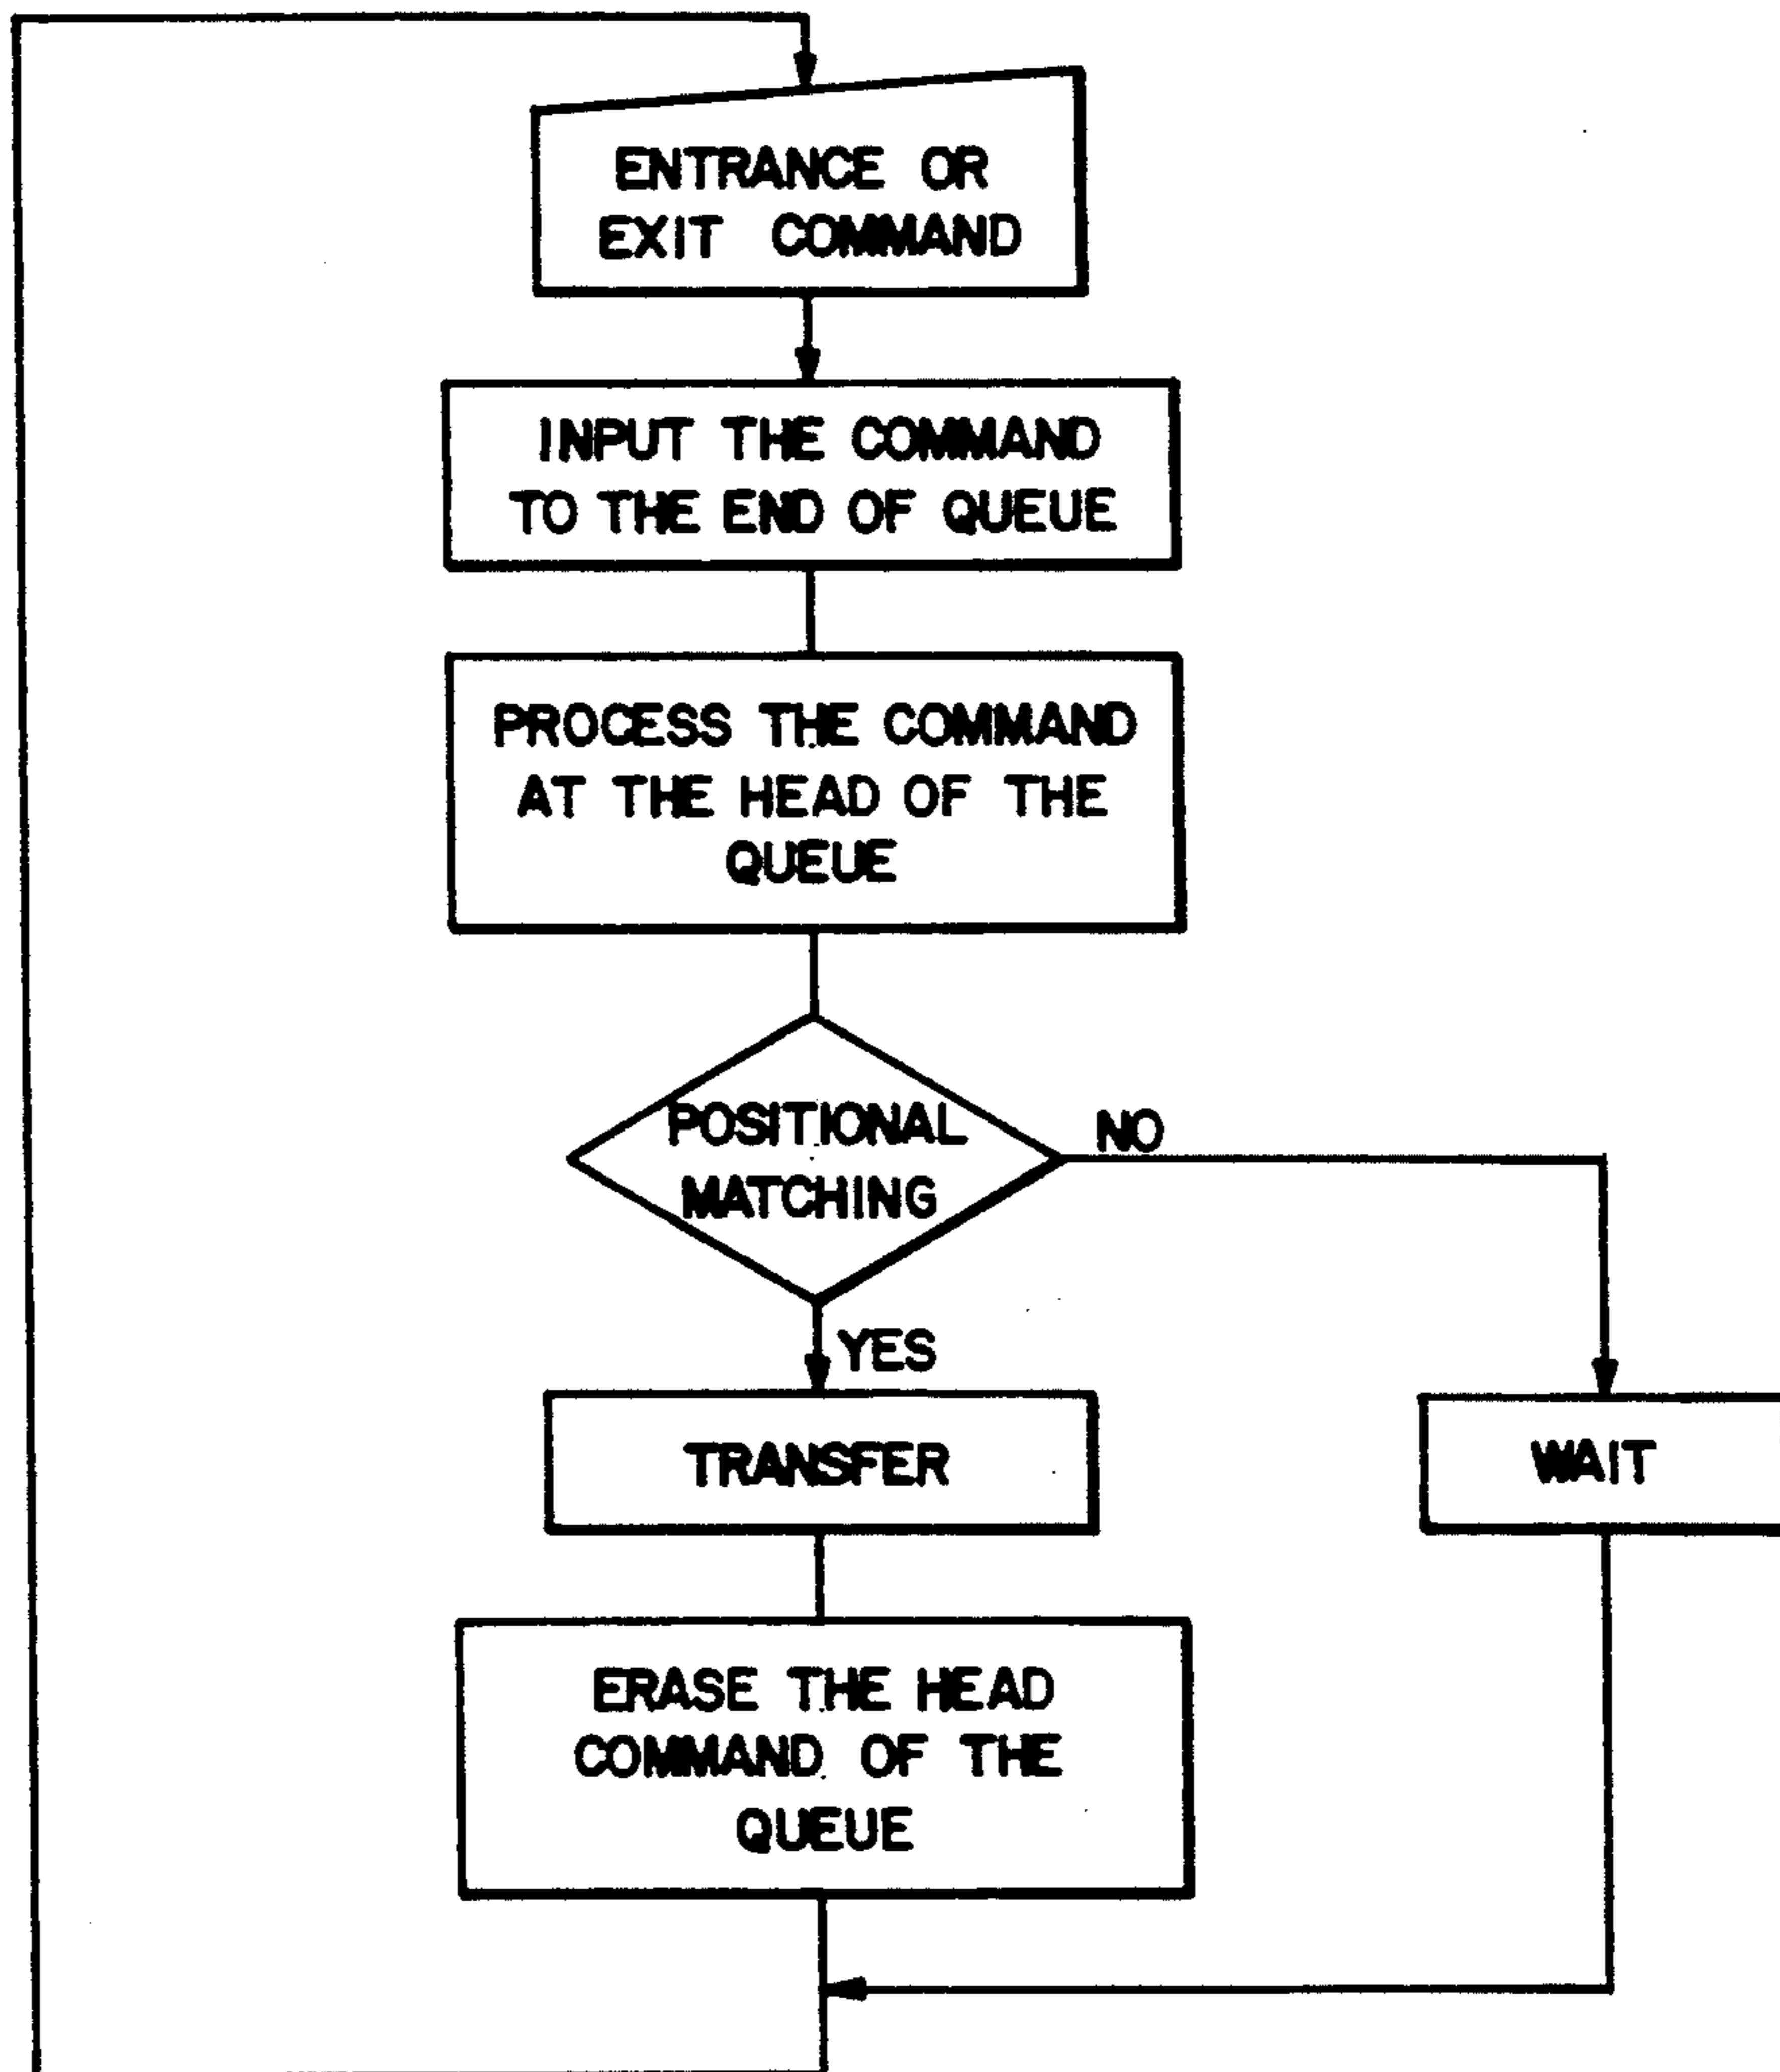 ENTRANCE OR
EXIT COMMAND
INPUT THE COMMAND
TO THE END OF QUEUE
PROCESS THE COMMAND
AT THE HEAD OF THE
QUEUE
POSITIONAL
MATCHING
NO
YES
TRANSFER
WAIT
ERASE THE HEAD
COMMAND OF THE
QUEUE